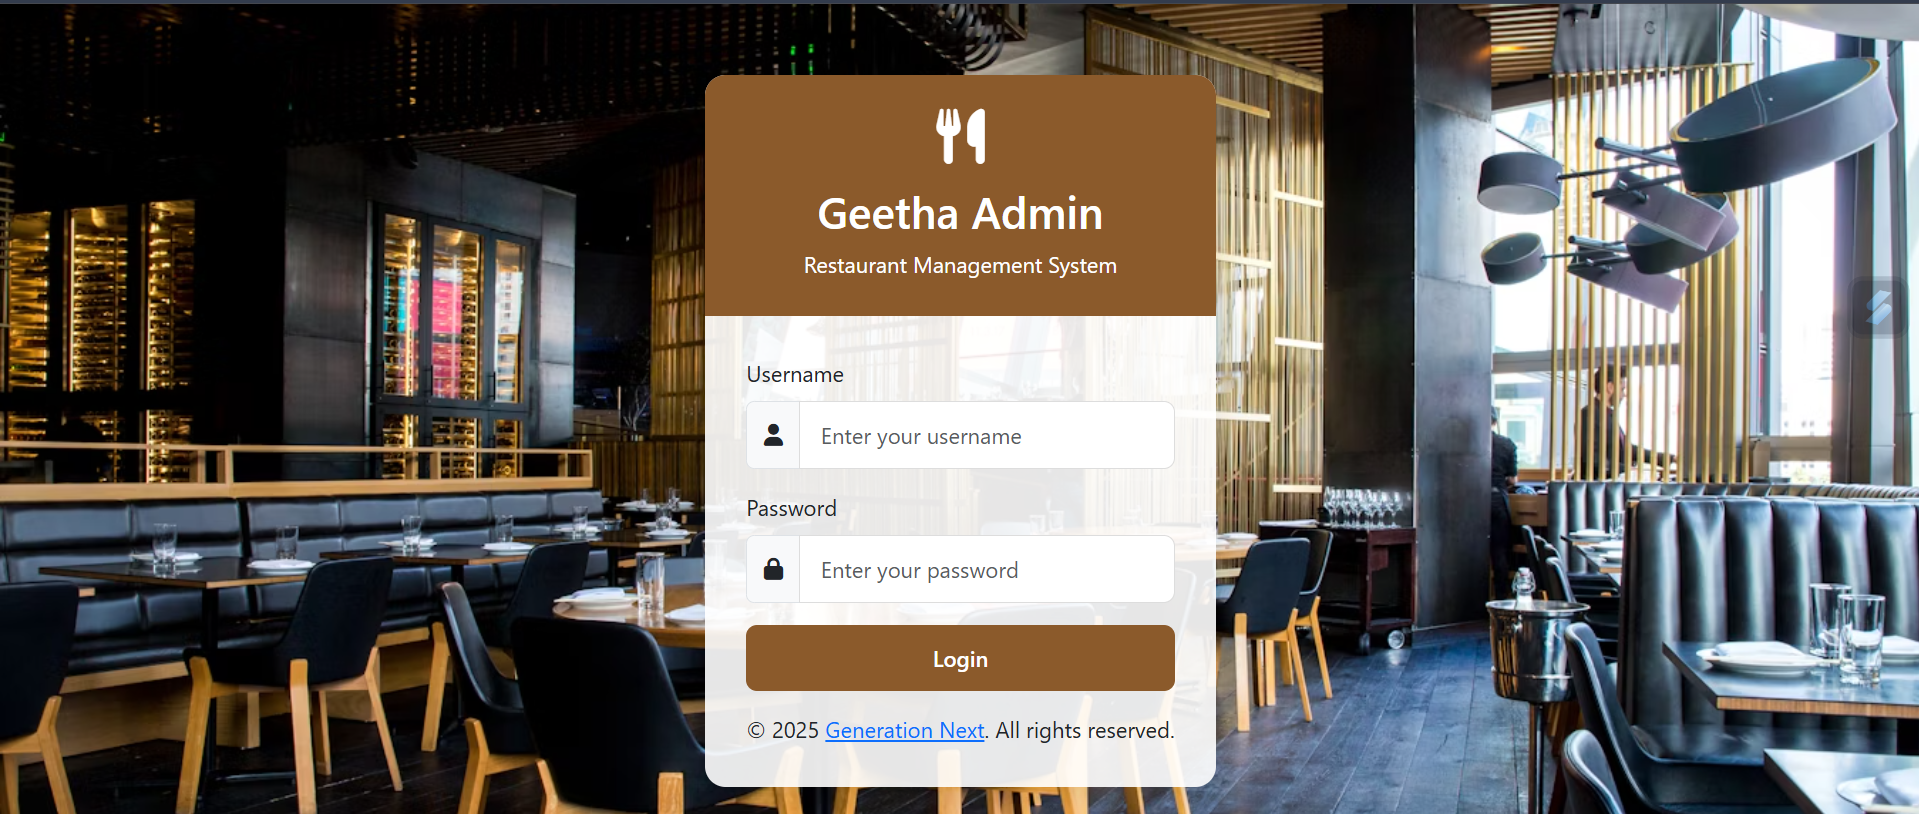 Geetha Admin
Restaurant Management System
Username
Enter your username
Password
Enter your password
Login
© 2025 Generation Next. All rights reserved.